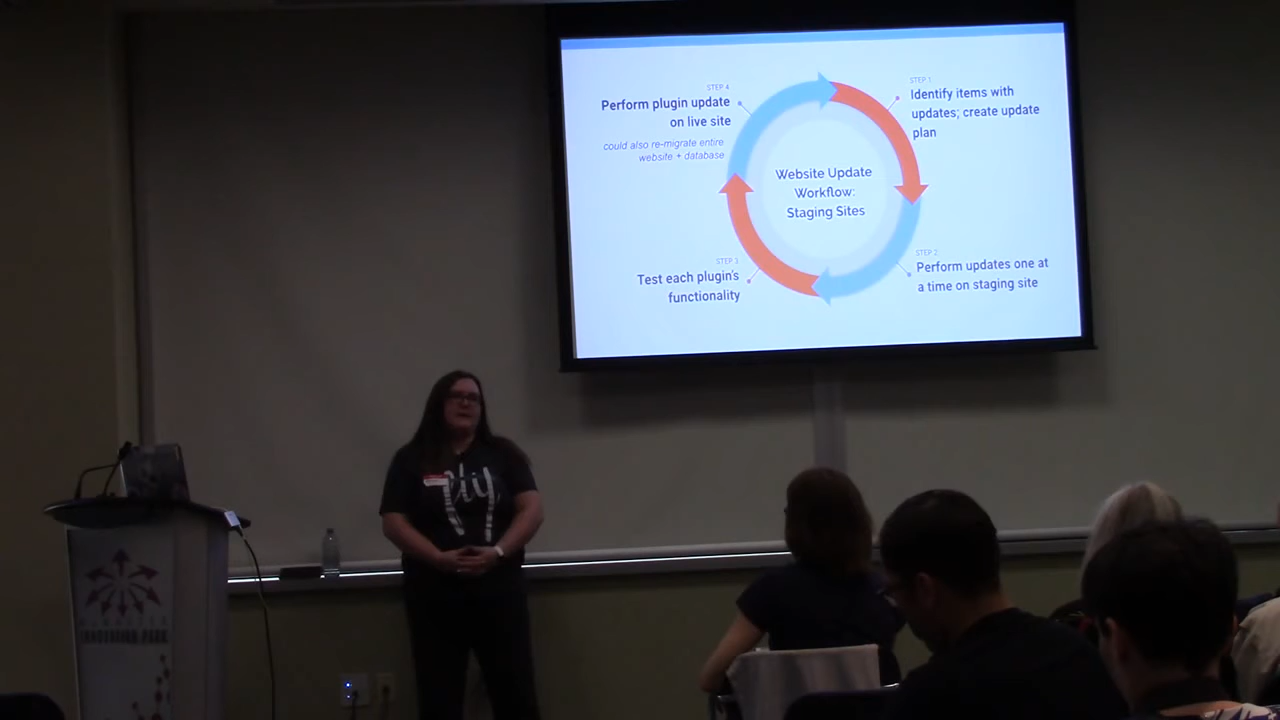 STEP 4
Perform plugin update
on live site
could also re-migrate entire
website + database
STEP 1
Identify items with
updates; create update
plan
Website Update
Workflow:
Staging Sites
STEP 3
Test each plugin's
functionality
STEP 2
Perform updates one at
a time on staging site
INNOVATION PARK